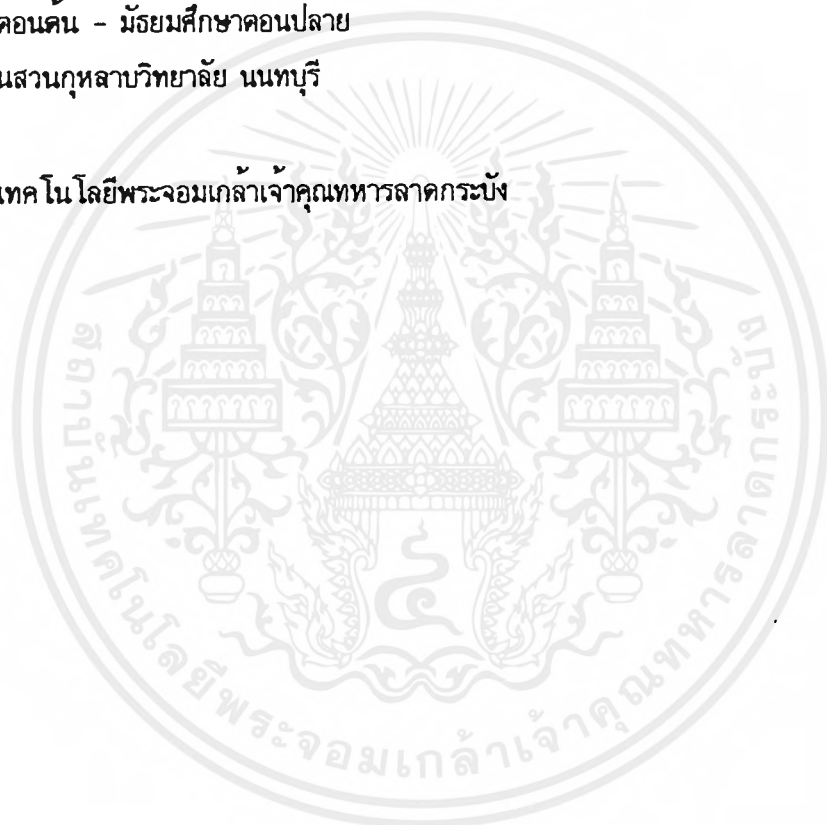 ตอนต้น - มัธยมศึกษาตอนปลาย
นสวนกุหลาบวิทยาลัย นนทบุรี
เทคโนโลยีพระจอมเกล้าเจ้าคุณทหารลาดกระบัง
สถาบันเทคโนโลยีพระจอมเกล้าเจ้าคุณทหารลาดกระบัง